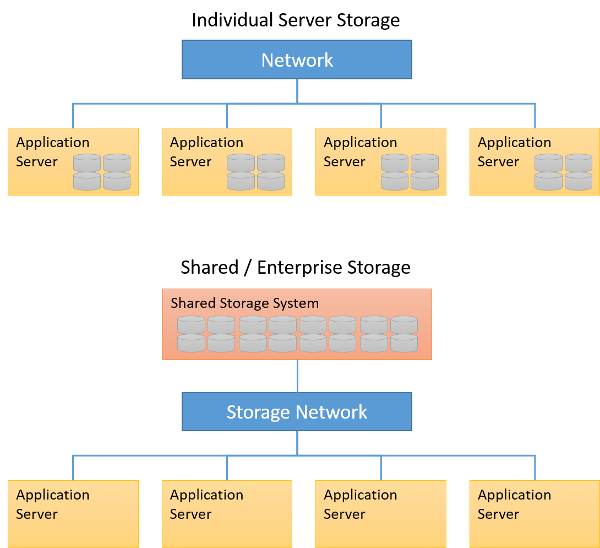 Individual Server Storage
Network
Application
Server
Application
Server
Application
Server
Application
Server
Shared / Enterprise Storage
Shared Storage System
Storage Network
Application
Server
Application
Server
Application
Server
Application
Server